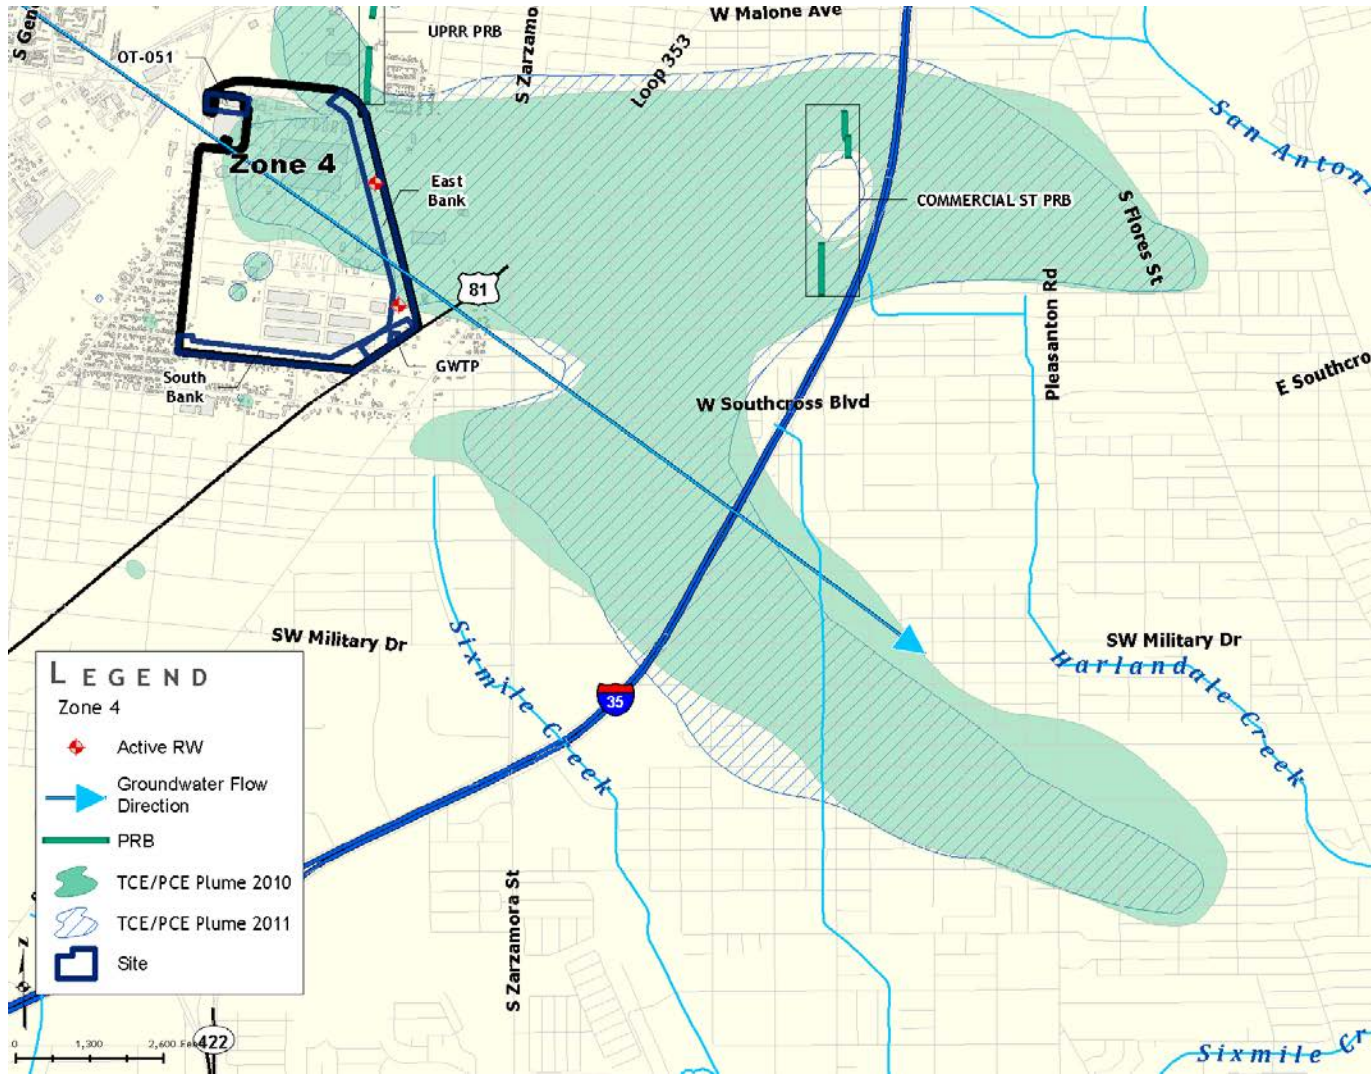 W Malone Ave
S Gen
UPRR PRB
OT-051
S Zarzamo
Loop 353
San Antoni
Zone 4
East
Bank
COMMERCIAL ST PRB
S Flores St
81
Pleasanton Rd
GWTP
South
Bank
W Southcross Blvd
E Southcro
SW Military Dr
SW Military Dr
Sixmile Creek
Harlandale Creek
35
LEGEND
Zone 4
Active RW
Groundwater Flow
Direction
PRB
TCE/PCE Plume 2010
TCE/PCE Plume 2011
Site
S Zarzamora St
N
0 1,300 2,600 Fee
422
Sixmile Cr